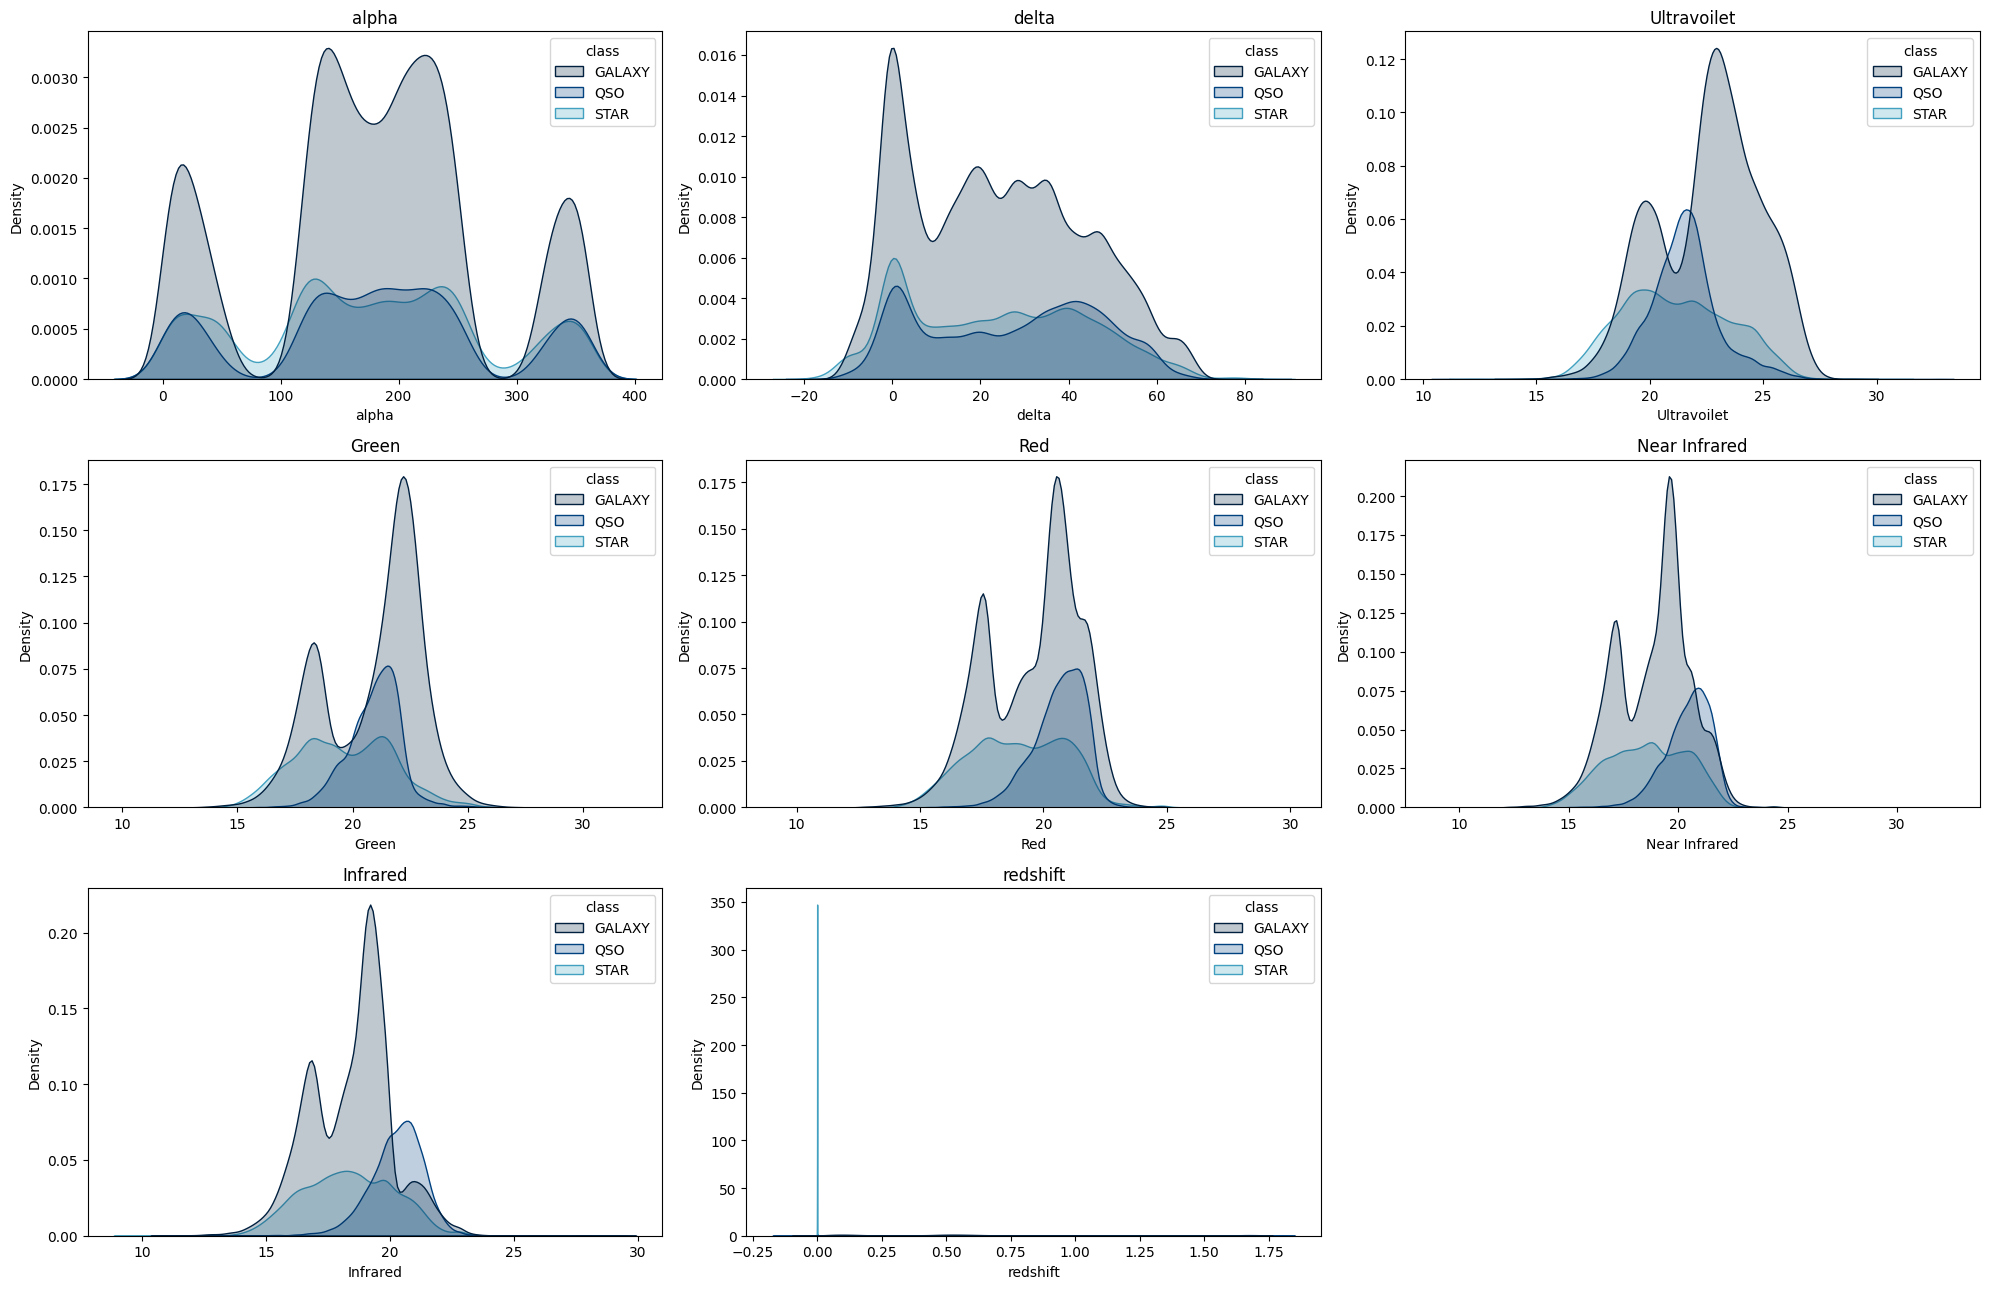 alpha
Density
0.0030
0.0025
0.0020
0.0015
0.0010
0.0005
0.0000
0 100 200 300 400
alpha
class
GALAXY
QSO
STAR
delta
Density
0.016
0.014
0.012
0.010
0.008
0.006
0.004
0.002
0.000
−20 0 20 40 60 80
delta
class
GALAXY
QSO
STAR
Ultravoilet
Density
0.12
0.10
0.08
0.06
0.04
0.02
0.00
10 15 20 25 30
Ultravoilet
class
GALAXY
QSO
STAR
Green
Density
0.175
0.150
0.125
0.100
0.075
0.050
0.025
0.000
10 15 20 25 30
Green
class
GALAXY
QSO
STAR
Red
Density
0.175
0.150
0.125
0.100
0.075
0.050
0.025
0.000
10 15 20 25 30
Red
class
GALAXY
QSO
STAR
Near Infrared
Density
0.200
0.175
0.150
0.125
0.100
0.075
0.050
0.025
0.000
10 15 20 25 30
Near Infrared
class
GALAXY
QSO
STAR
Infrared
Density
0.20
0.15
0.10
0.05
0.00
10 15 20 25 30
Infrared
class
GALAXY
QSO
STAR
redshift
Density
350
300
250
200
150
100
50
0
−0.25 0.00 0.25 0.50 0.75 1.00 1.25 1.50 1.75
redshift
class
GALAXY
QSO
STAR